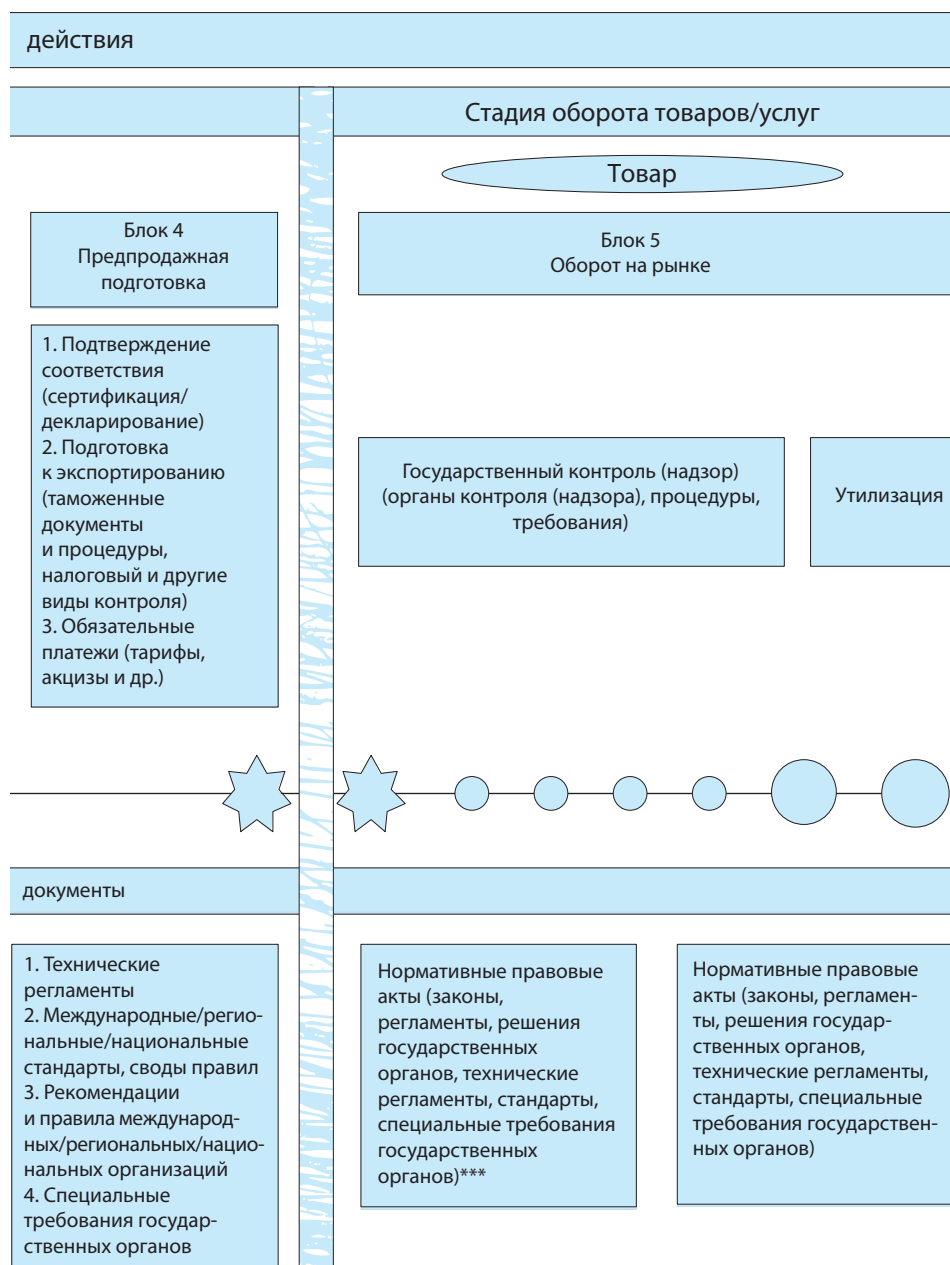 действия
Стадия оборота товаров/услуг
Товар
Блок 4
Предпродажная
подготовка
Блок 5
Оборот на рынке
1. Подтверждение
соответствия
(сертификация/
декларирование)
2. Подготовка
к экспортированию
(таможенные
документы
и процедуры,
налоговый и другие
виды контроля)
3. Обязательные
платежи (тарифы,
акцизы и др.)
Государственный контроль (надзор)
(органы контроля (надзора), процедуры,
требования)
Утилизация
документы
1. Технические
регламенты
2. Международные/регио-
нальные/национальные
стандарты, своды правил
3. Рекомендации
и правила международ-
ных/региональных/нацио-
нальных организаций
4. Специальные
требования государ-
ственных органов
Нормативные правовые
акты (законы,
регламенты, решения
государственных
органов, технические
регламенты, стандарты,
специальные требования
государственных
органов)***
Нормативные правовые
акты (законы, регламен-
ты, решения государ-
ственных органов,
технические регламенты,
стандарты, специальные
требования государствен-
ных органов)